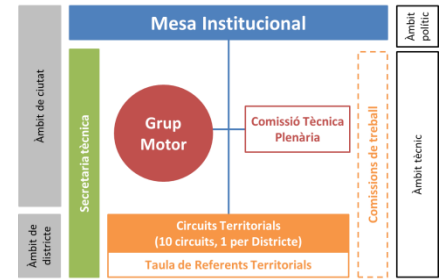 Mesa Institucional
Àmbit
polític
Àmbit de ciutat
Secretaria tècnica
Grup
Motor
Comissió Tècnica
Plenària
Comissions de treball
Àmbit tècnic
Àmbit de
districte
Circuits Territorials
(10 circuits, 1 per Districte)
Taula de Referents Territorials